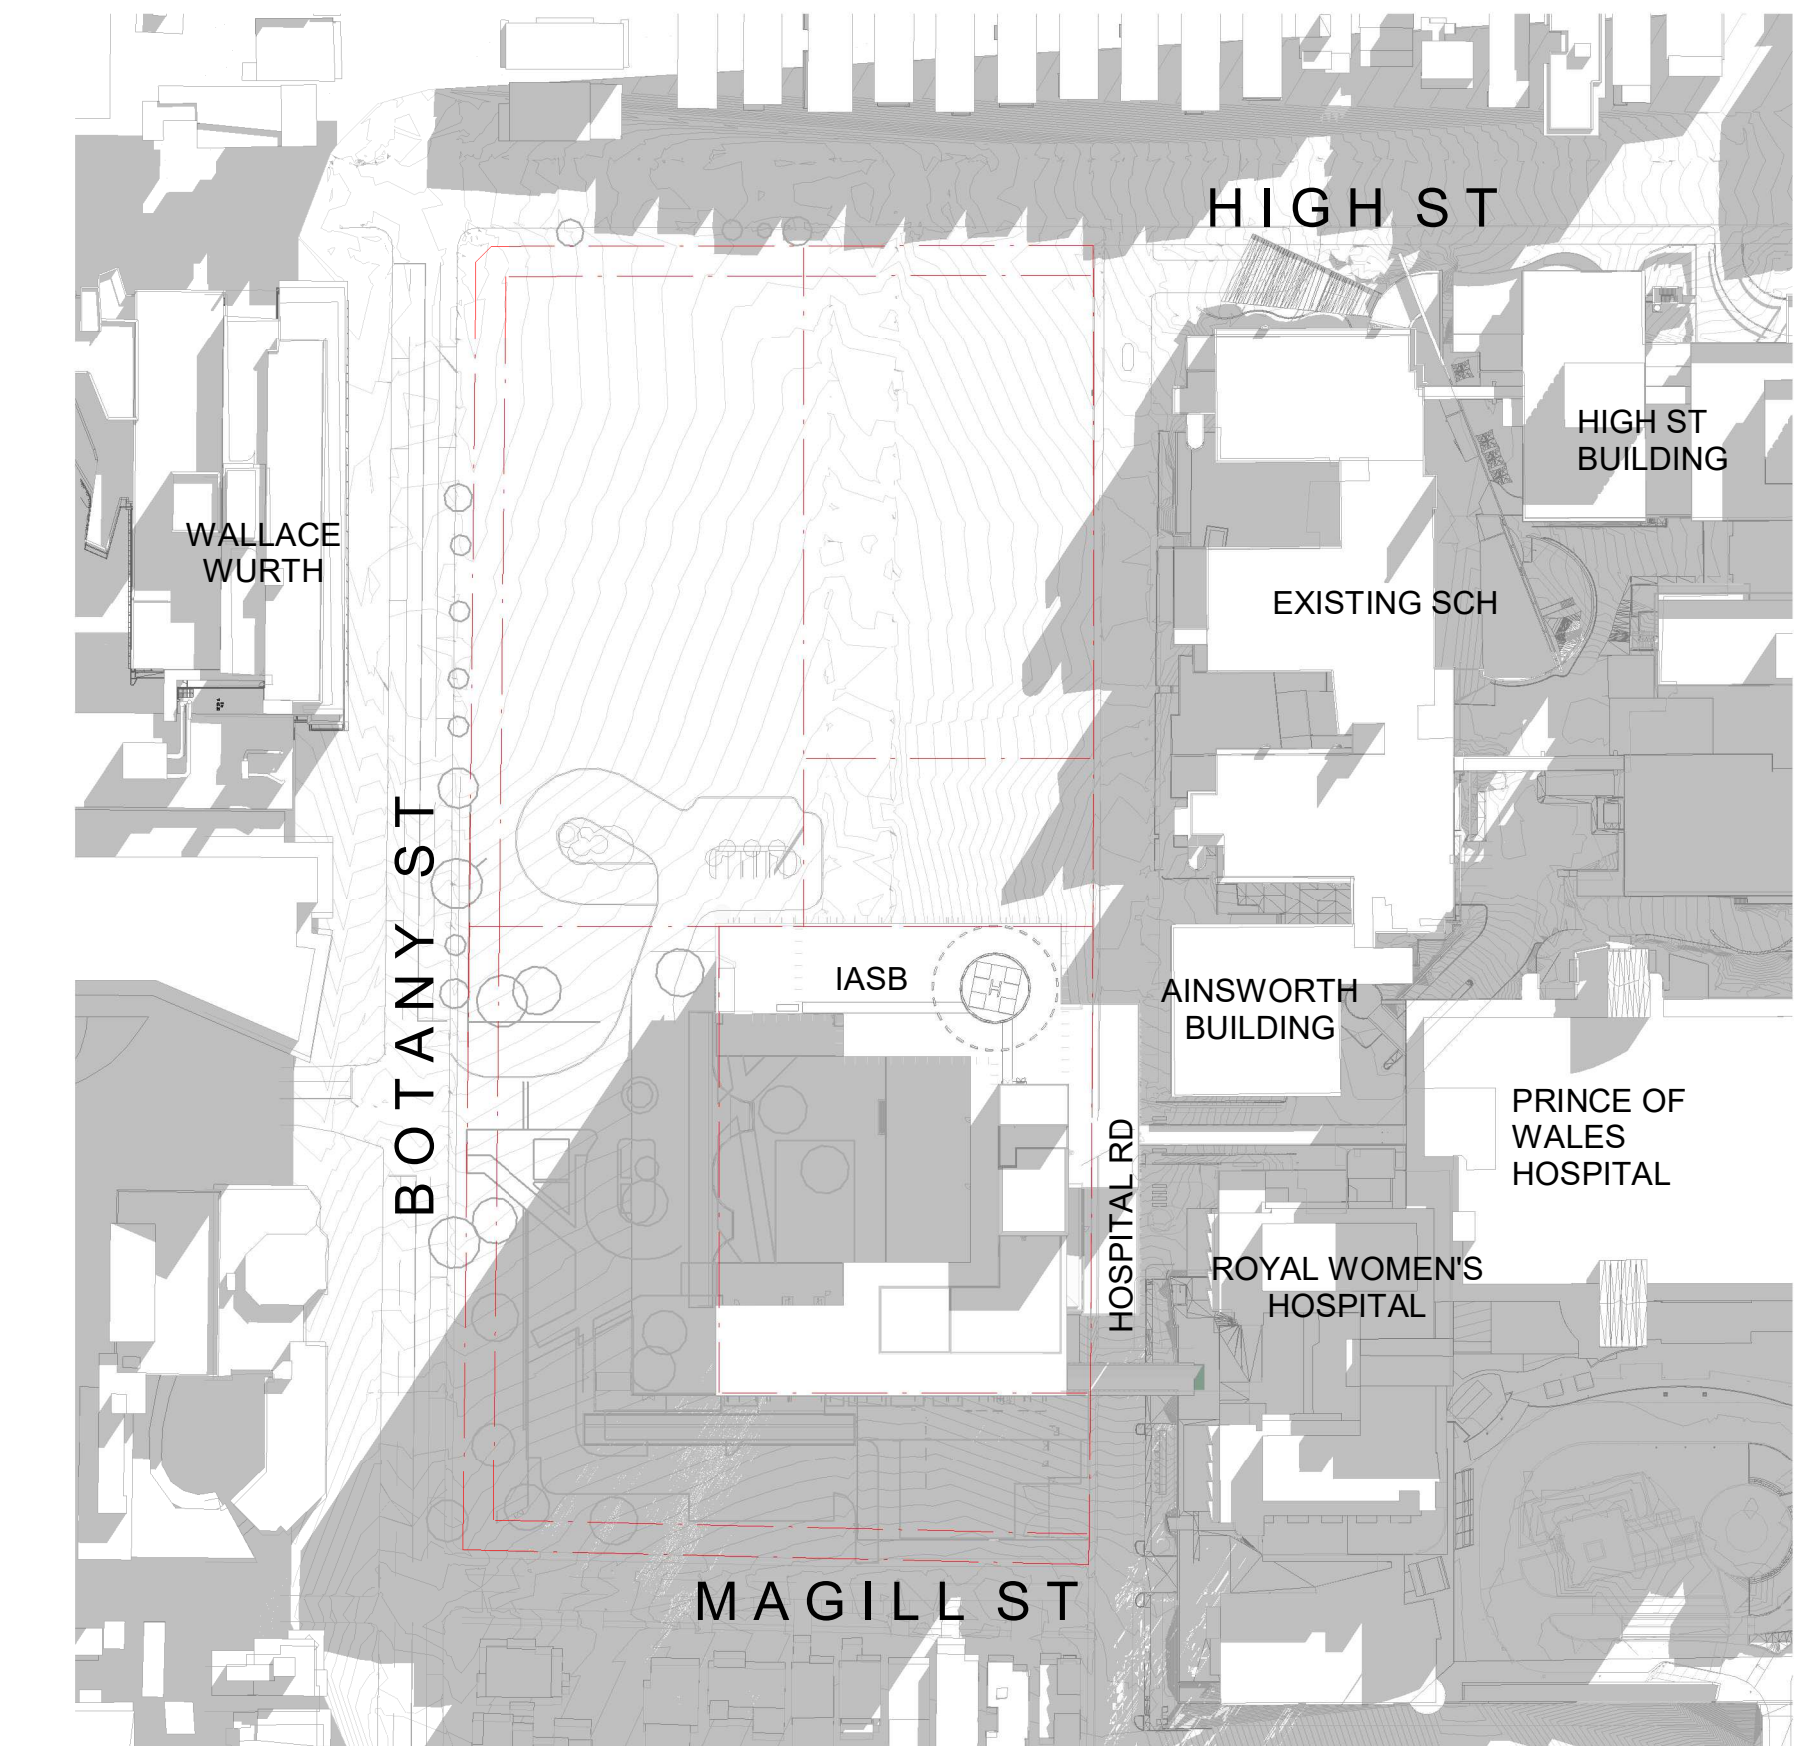 HIGH ST
HIGH ST
BUILDING
WALLACE
WURTH
EXISTING SCH
BOTANY ST
IASB
H
AINSWORTH
BUILDING
PRINCE OF
WALES
HOSPITAL
HOSPITAL RD
ROYAL WOMEN'S
HOSPITAL
MAGILL ST